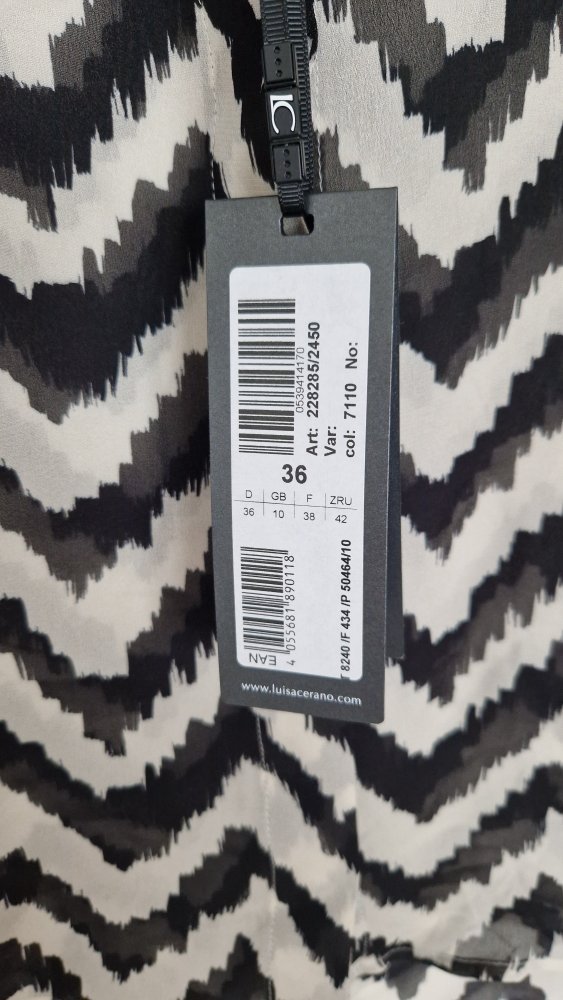 LC
0539414170
Art: 228285/2450
Var:
col: 7110 No:
36
D GB F ZRU
36 10 38 42
4 055681 890118
EAN
T 8240 /F 434 /P 50464/10
www.luisacerano.com